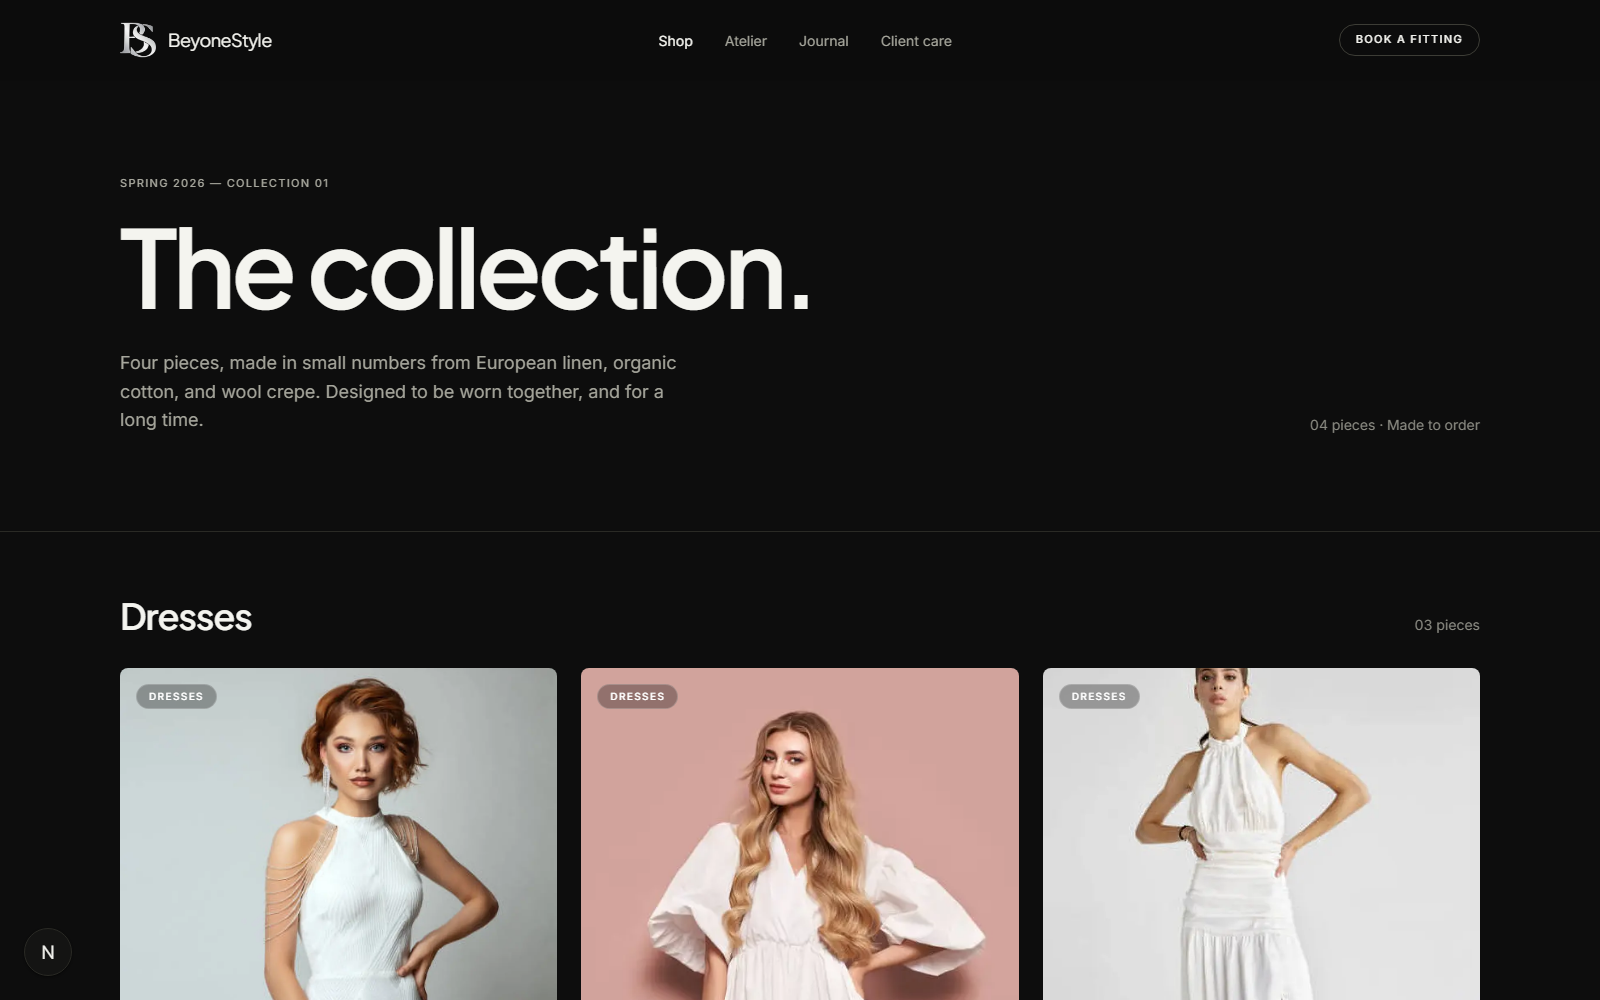 BS BeyoneStyle
Shop Atelier Journal Client care
BOOK A FITTING
SPRING 2026 — COLLECTION 01
The collection.
Four pieces, made in small numbers from European linen, organic
cotton, and wool crepe. Designed to be worn together, and for a
long time.
04 pieces · Made to order
Dresses
03 pieces
DRESSES
DRESSES
DRESSES
N